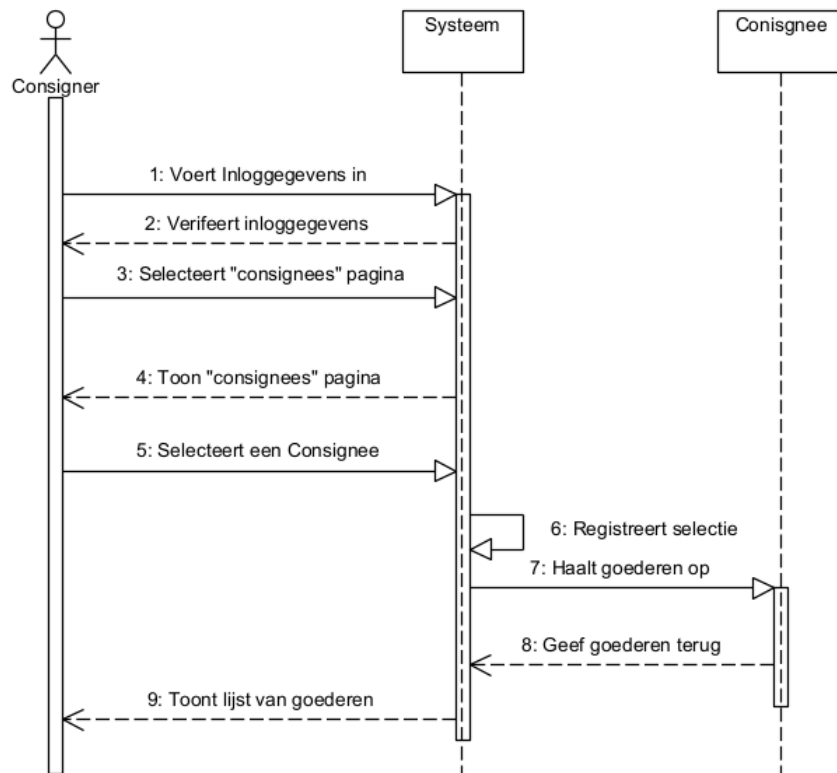 Systeem
Conisgnee
Consigner
1: Voert Inloggegevens in
2: Verifeert inloggegevens
3: Selecteert "consignees" pagina
4: Toon "consignees" pagina
5: Selecteert een Consignee
6: Registreert selectie
7: Haalt goederen op
8: Geef goederen terug
9: Toont lijst van goederen